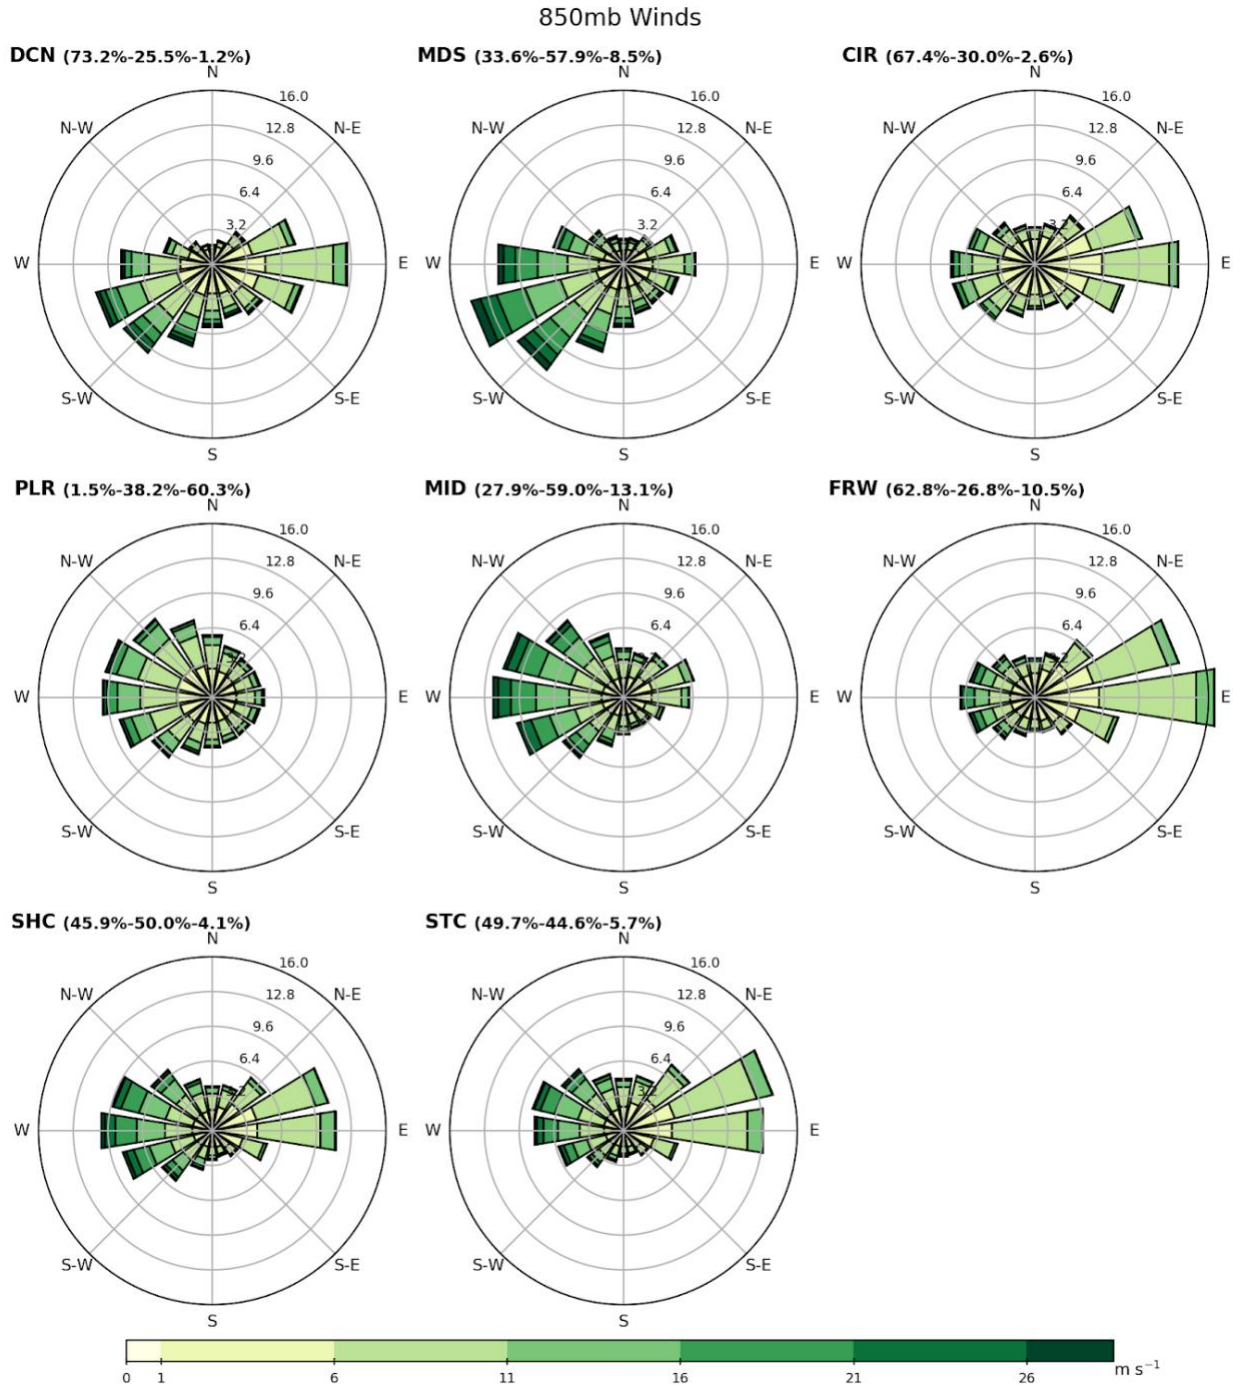 850mb Winds
DCN (73.2%-25.5%-1.2%)
MDS (33.6%-57.9%-8.5%)
CIR (67.4%-30.0%-2.6%)
N
N
N
16.0
16.0
16.0
N-W
12.8
N-E
N-W
12.8
N-E
N-W
12.8
N-E
9.6
9.6
9.6
6.4
6.4
6.4
3.2
3.2
3.2
W
E
W
E
W
E
S-W
S-E
S-W
S-E
S-W
S-E
S
S
S
PLR (1.5%-38.2%-60.3%)
MID (27.9%-59.0%-13.1%)
FRW (62.8%-26.8%-10.5%)
N
N
N
16.0
16.0
16.0
N-W
12.8
N-E
N-W
12.8
N-E
N-W
12.8
N-E
9.6
9.6
9.6
6.4
6.4
6.4
W
E
W
E
W
E
S-W
S-E
S-W
S-E
S-W
S-E
S
S
S
SHC (45.9%-50.0%-4.1%)
STC (49.7%-44.6%-5.7%)
N
N
16.0
16.0
N-W
12.8
N-E
N-W
12.8
N-E
9.6
9.6
6.4
6.4
3.2
3.2
W
E
W
E
S-W
S-E
S-W
S-E
S
S
0 1 6 11 16 21 26 m s⁻¹